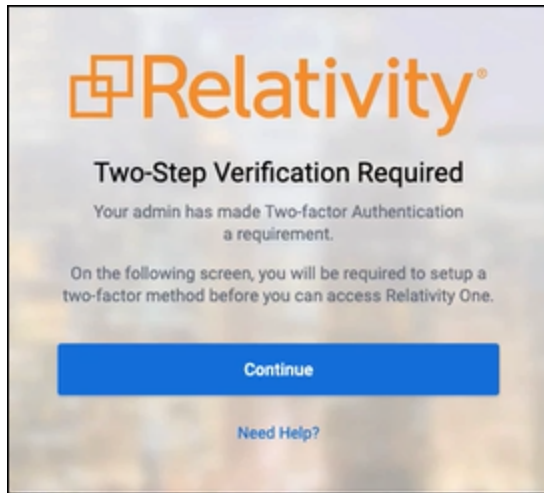 Relativity®
Two-Step Verification Required
Your admin has made Two-factor Authentication
a requirement.
On the following screen, you will be required to setup a
two-factor method before you can access Relativity One.
Continue
Need Help?